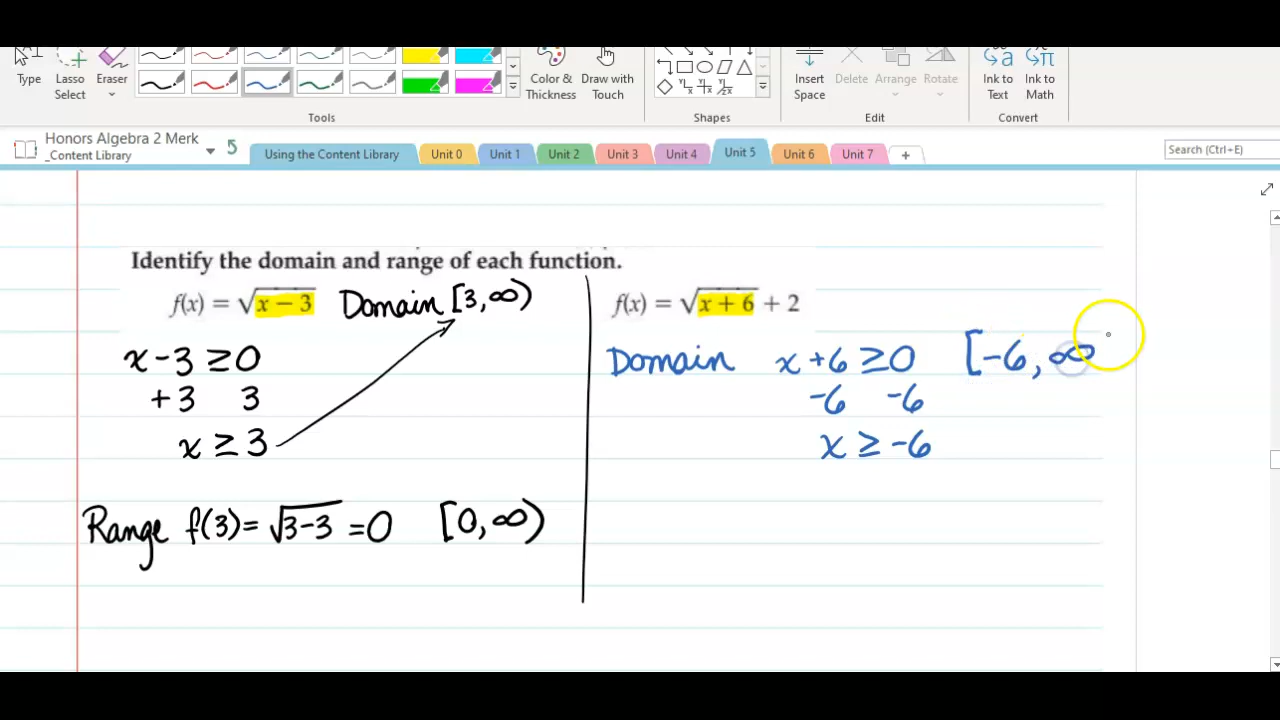 Type
Lasso Select
Eraser
Color & Thickness
Draw with Touch
Insert Space
Delete
Arrange
Rotate
Ink to Text
Ink to Math
Tools
Shapes
Edit
Convert
Honors Algebra 2 Merk
_Content Library
Using the Content Library
Unit 0
Unit 1
Unit 2
Unit 3
Unit 4
Unit 5
Unit 6
Unit 7
+
Search (Ctrl+E)
Identify the domain and range of each function.
f(x) = √(x − 3)
Domain [3, ∞)
x - 3 ≥ 0
+3 3
x ≥ 3
Range f(3) = √(3-3) = 0 [0, ∞)
f(x) = √(x + 6) + 2
Domain x + 6 ≥ 0 [-6, ∞
-6 -6
x ≥ -6